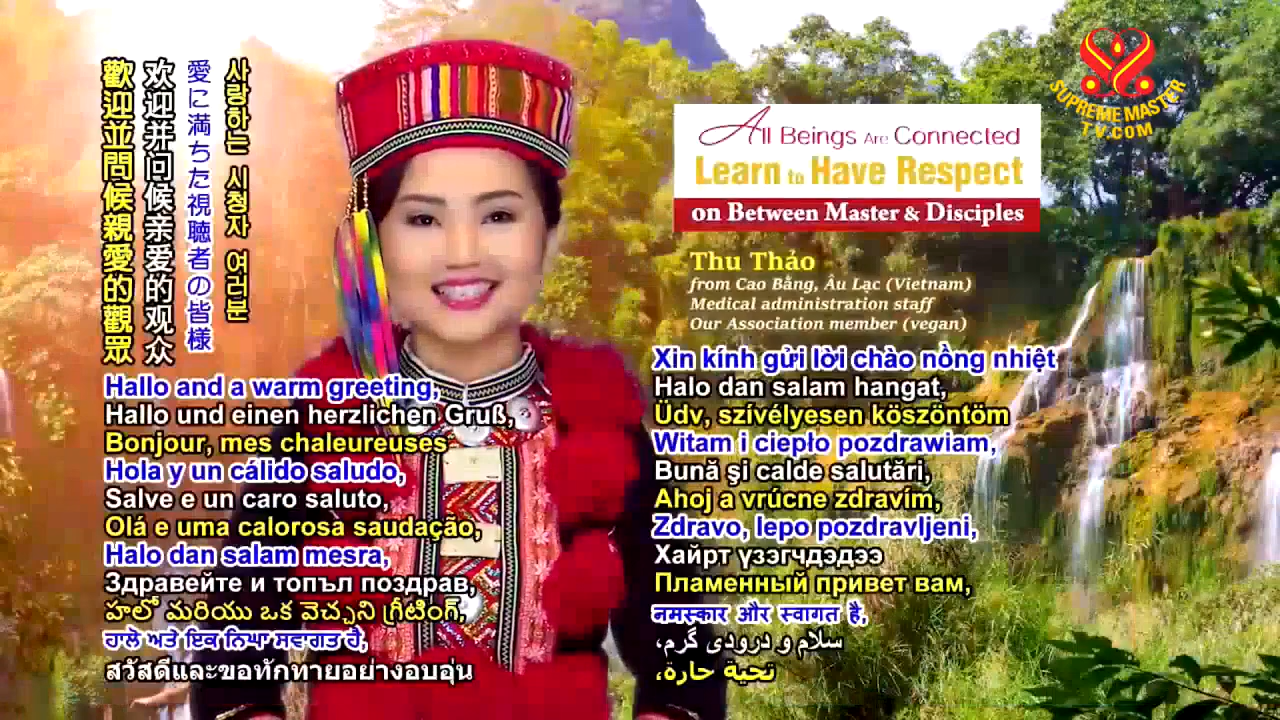 사랑하는 시청자 여러분
愛に満ちた視聴者の皆様
欢迎并问候亲爱的观众
歡迎並問候親愛的觀眾
Hallo and a warm greeting,
Hallo und einen herzlichen Gruß,
Bonjour, mes chaleureuses
Hola y un cálido saludo,
Salve e un caro saluto,
Olá e uma calorosa saudação,
Halo dan salam mesra,
Здравейте и топъл поздрав,
హలో మరియు ఒక వెచ్చని గ్రీటింగ్,
ਹਾਲੋ ਅਤੇ ਇਕ ਨਿਘਾ ਸਵਾਗਤ ਹੈ,
สวัสดีและขอทักทายอย่างอบอุ่น
SUPREME MASTER
TV.COM
All Beings Are Connected
Learn to Have Respect
on Between Master & Disciples
Thu Thảo
from Cao Bằng, Âu Lạc (Vietnam)
Medical administration staff
Our Association member (vegan)
Xin kính gửi lời chào nồng nhiệt
Halo dan salam hangat,
Üdv, szívélyesen köszöntöm
Witam i ciepło pozdrawiam,
Bună şi calde salutări,
Ahoj a vrúcne zdravím,
Zdravo, lepo pozdravljeni,
Хайрт үзэгчдэдээ
Пламенный привет вам,
नमस्कार और स्वागत है,
سلام و درودی گرم،
تحية حارة،